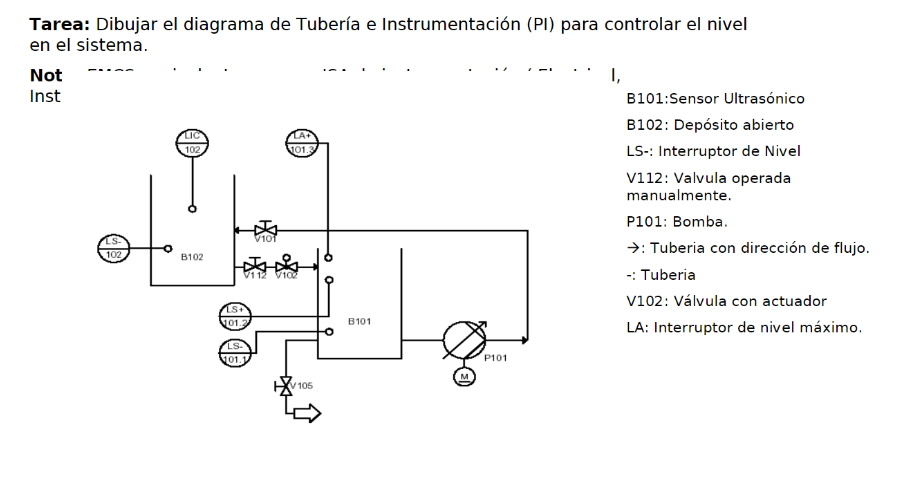 Tarea: Dibujar el diagrama de Tubería e Instrumentación (PI) para controlar el nivel
en el sistema.
Not
l,
Inst
B101:Sensor Ultrasónico
B102: Depósito abierto
LS-: Interruptor de Nivel
V112: Valvula operada
manualmente.
P101: Bomba.
→: Tuberia con dirección de flujo.
-: Tuberia
V102: Válvula con actuador
LA: Interruptor de nivel máximo.
LIC
102
LA+
101.3
LS-
102
B102
V101
V112
V102
LS+
101.2
B101
LS-
101.1
P101
M
V105